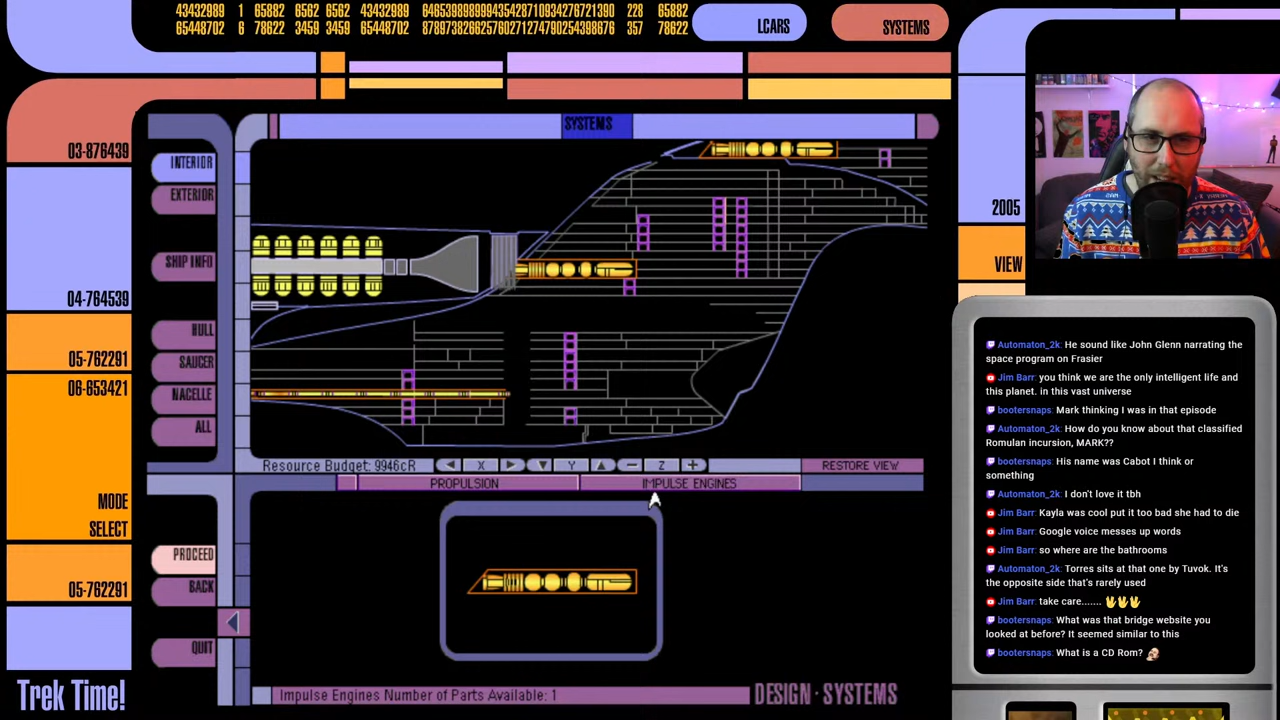 43432989 1 65882 6562 6562 43432989 64653989899943542871093427672 1390 228 65882
65448702 6 78622 3459 3459 65448702 87897382662576027127479025439 8676 357 78622
LCARS
SYSTEMS
03-876439
04-764539
05-762291
06-653421
MODE
SELECT
05-762291
Trek Time!
SYSTEMS
INTERIOR
EXTERIOR
SHIP INFO
HULL
SAUCER
NACELLE
ALL
PROCEED
BACK
QUIT
Resource Budget: 9946cR
X
Y
Z
RESTORE VIEW
PROPULSION
IMPULSE ENGINES
Impulse Engines Number of Parts Available: 1
DESIGN · SYSTEMS
2005
VIEW
Automaton_2k: He sound like John Glenn narrating the
space program on Frasier
Jim Barr: you think we are the only intelligent life and
this planet. in this vast universe
bootersnaps: Mark thinking I was in that episode
Automaton_2k: How do you know about that classified
Romulan incursion, MARK??
bootersnaps: His name was Cabot I think or
something
Automaton_2k: I don't love it tbh
Jim Barr: Kayla was cool put it too bad she had to die
Jim Barr: Google voice messes up words
Jim Barr: so where are the bathrooms
Automaton_2k: Torres sits at that one by Tuvok. It's
the opposite side that's rarely used
Jim Barr: take care....... 🖖🖖🖖
bootersnaps: What was that bridge website you
looked at before? It seemed similar to this
bootersnaps: What is a CD Rom?